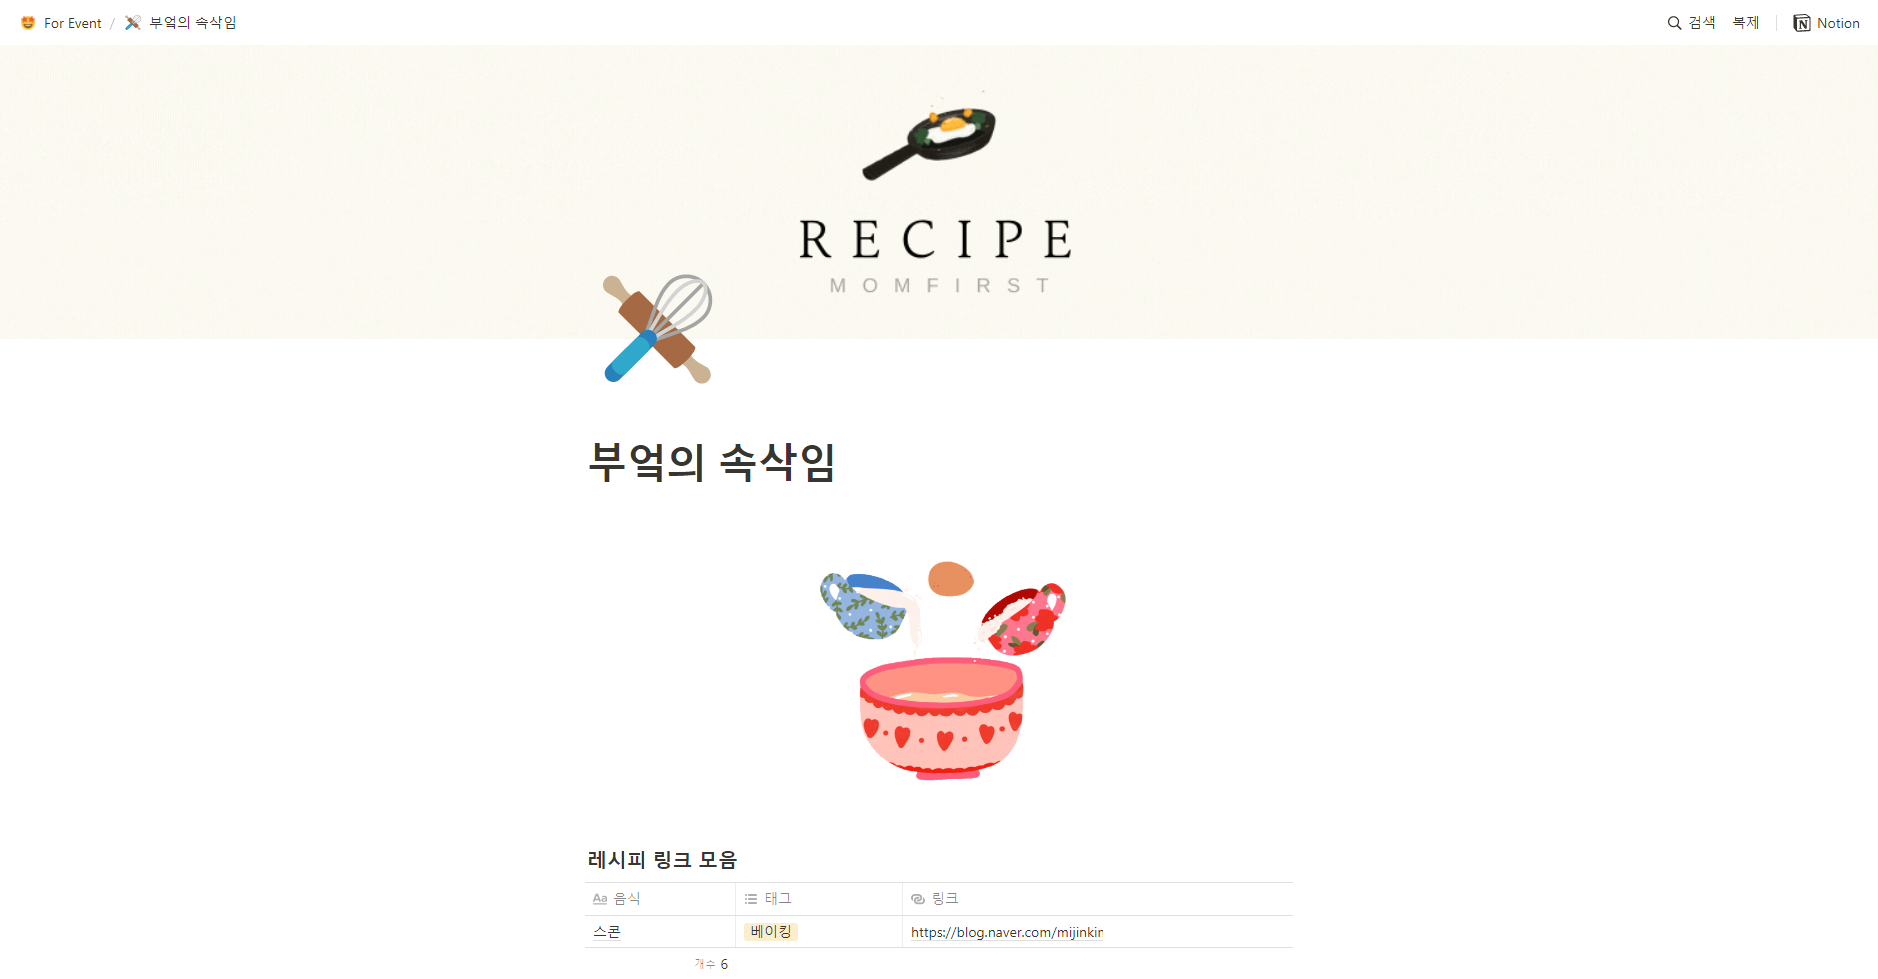 For Event / 부엌의 속삭임
검색 복제 Notion
RECIPE
MOMFIRST
부엌의 속삭임
레시피 링크 모음
Aa 음식 태그 링크
스콘 베이킹 https://blog.naver.com/mijinkin
개수 6